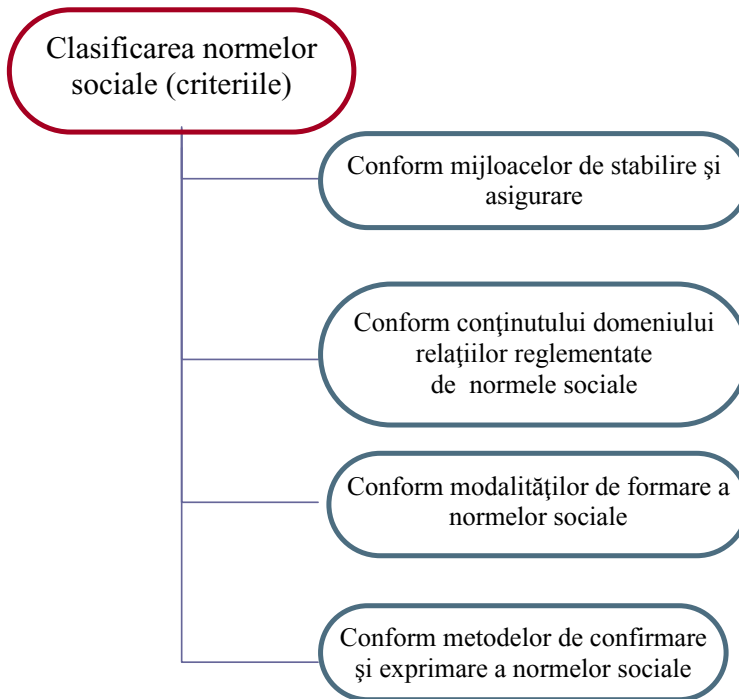 Clasificarea normelor
sociale (criteriile)
Conform mijloacelor de stabilire şi
asigurare
Conform conţinutului domeniului
relaţiilor reglementate
de normele sociale
Conform modalităţilor de formare a
normelor sociale
Conform metodelor de confirmare
şi exprimare a normelor sociale